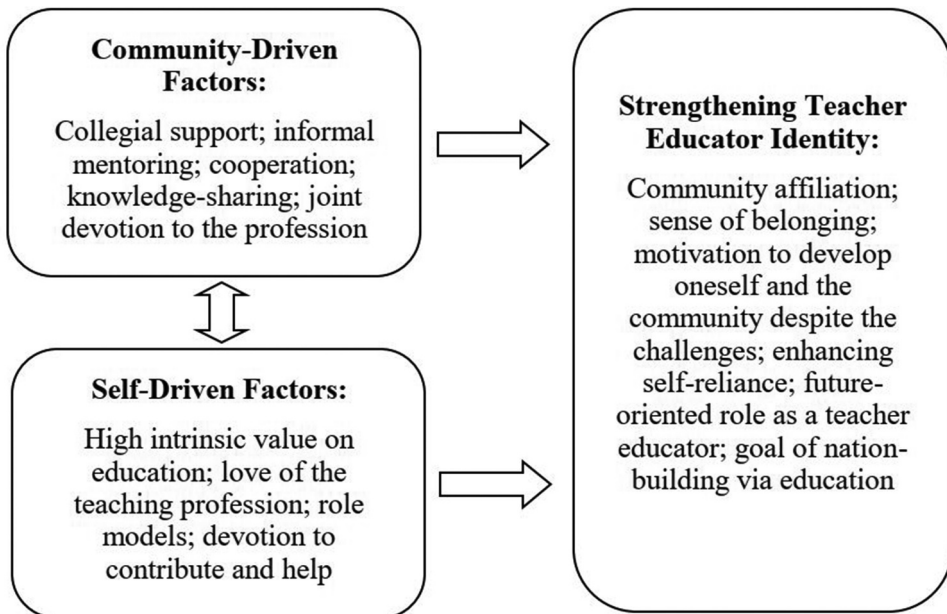 Community-Driven
Factors:
Collegial support; informal
mentoring; cooperation;
knowledge-sharing; joint
devotion to the profession
Self-Driven Factors:
High intrinsic value on
education; love of the
teaching profession; role
models; devotion to
contribute and help
Strengthening Teacher
Educator Identity:
Community affiliation;
sense of belonging;
motivation to develop
oneself and the
community despite the
challenges; enhancing
self-reliance; future-
oriented role as a teacher
educator; goal of nation-
building via education